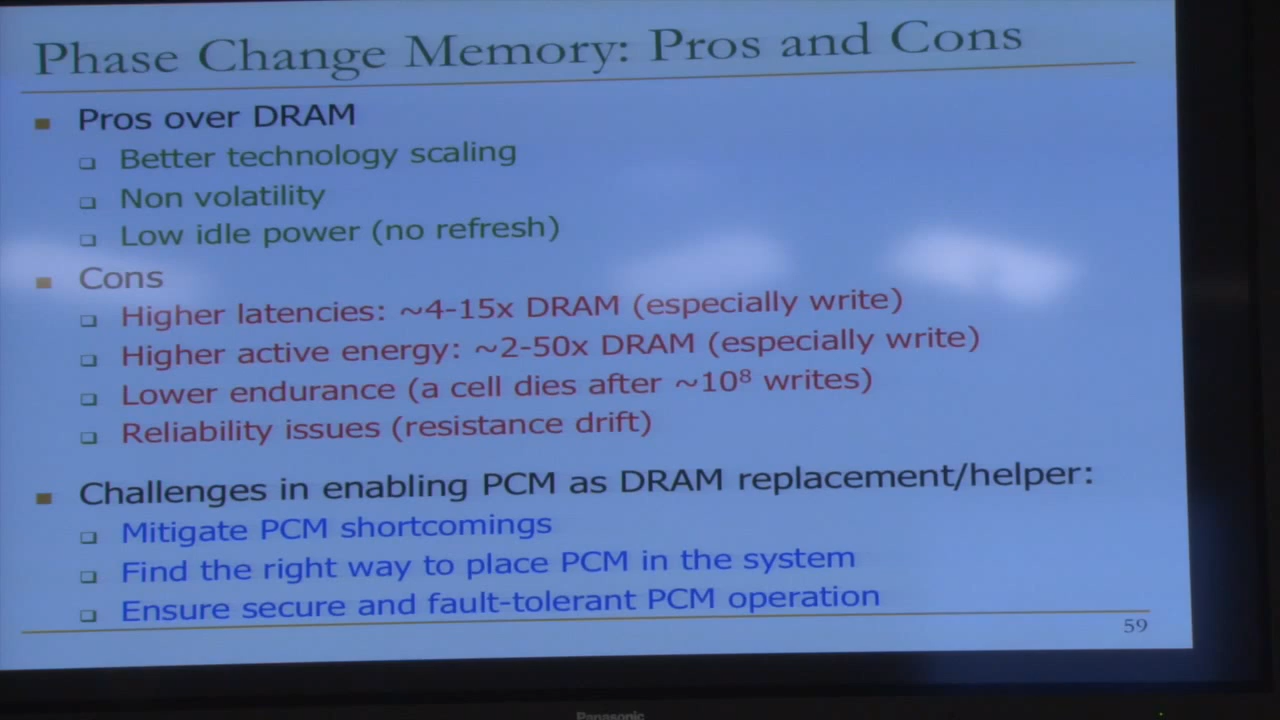 Phase Change Memory: Pros and Cons
Pros over DRAM
Better technology scaling
Non volatility
Low idle power (no refresh)
Cons
Higher latencies: ~4-15x DRAM (especially write)
Higher active energy: ~2-50x DRAM (especially write)
Lower endurance (a cell dies after ~10⁸ writes)
Reliability issues (resistance drift)
Challenges in enabling PCM as DRAM replacement/helper:
Mitigate PCM shortcomings
Find the right way to place PCM in the system
Ensure secure and fault-tolerant PCM operation
59
Panasonic